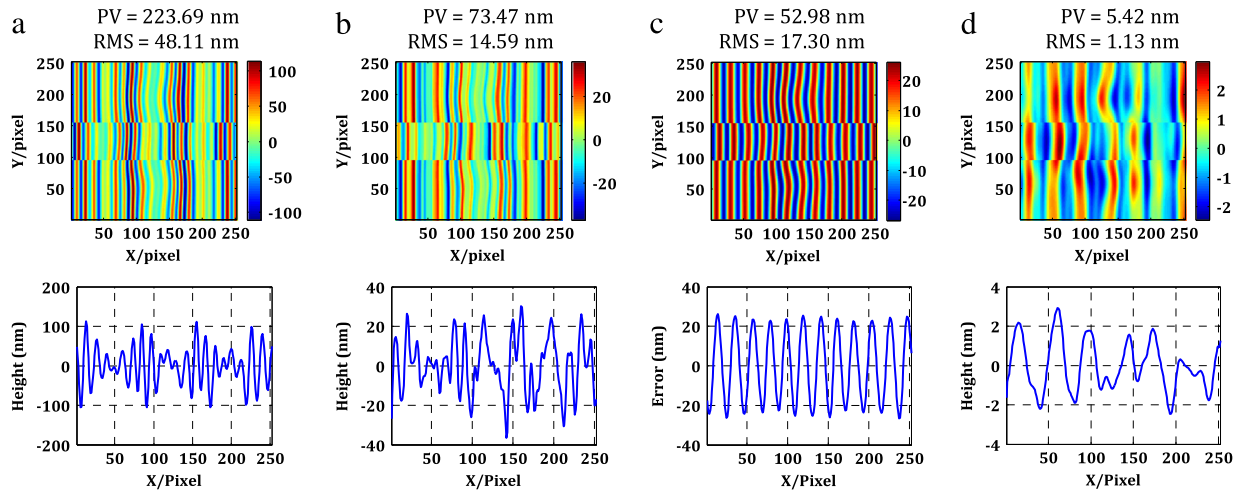 a
PV = 223.69 nm
RMS = 48.11 nm
b
PV = 73.47 nm
RMS = 14.59 nm
c
PV = 52.98 nm
RMS = 17.30 nm
d
PV = 5.42 nm
RMS = 1.13 nm
250
200
150
100
50
Y/pixel
50 100 150 200 250
X/pixel
100
50
0
-50
-100
250
200
150
100
50
Y/pixel
50 100 150 200 250
X/pixel
20
0
-20
250
200
150
100
50
Y/pixel
50 100 150 200 250
X/pixel
20
10
0
-10
-20
250
200
150
100
50
Y/pixel
50 100 150 200 250
X/pixel
2
1
0
-1
-2
200
100
0
-100
-200
Height (nm)
50 100 150 200 250
X/Pixel
40
20
0
-20
-40
Height (nm)
50 100 150 200 250
X/Pixel
40
20
0
-20
-40
Error (nm)
50 100 150 200 250
X/Pixel
4
2
0
-2
-4
Height (nm)
50 100 150 200 250
X/Pixel